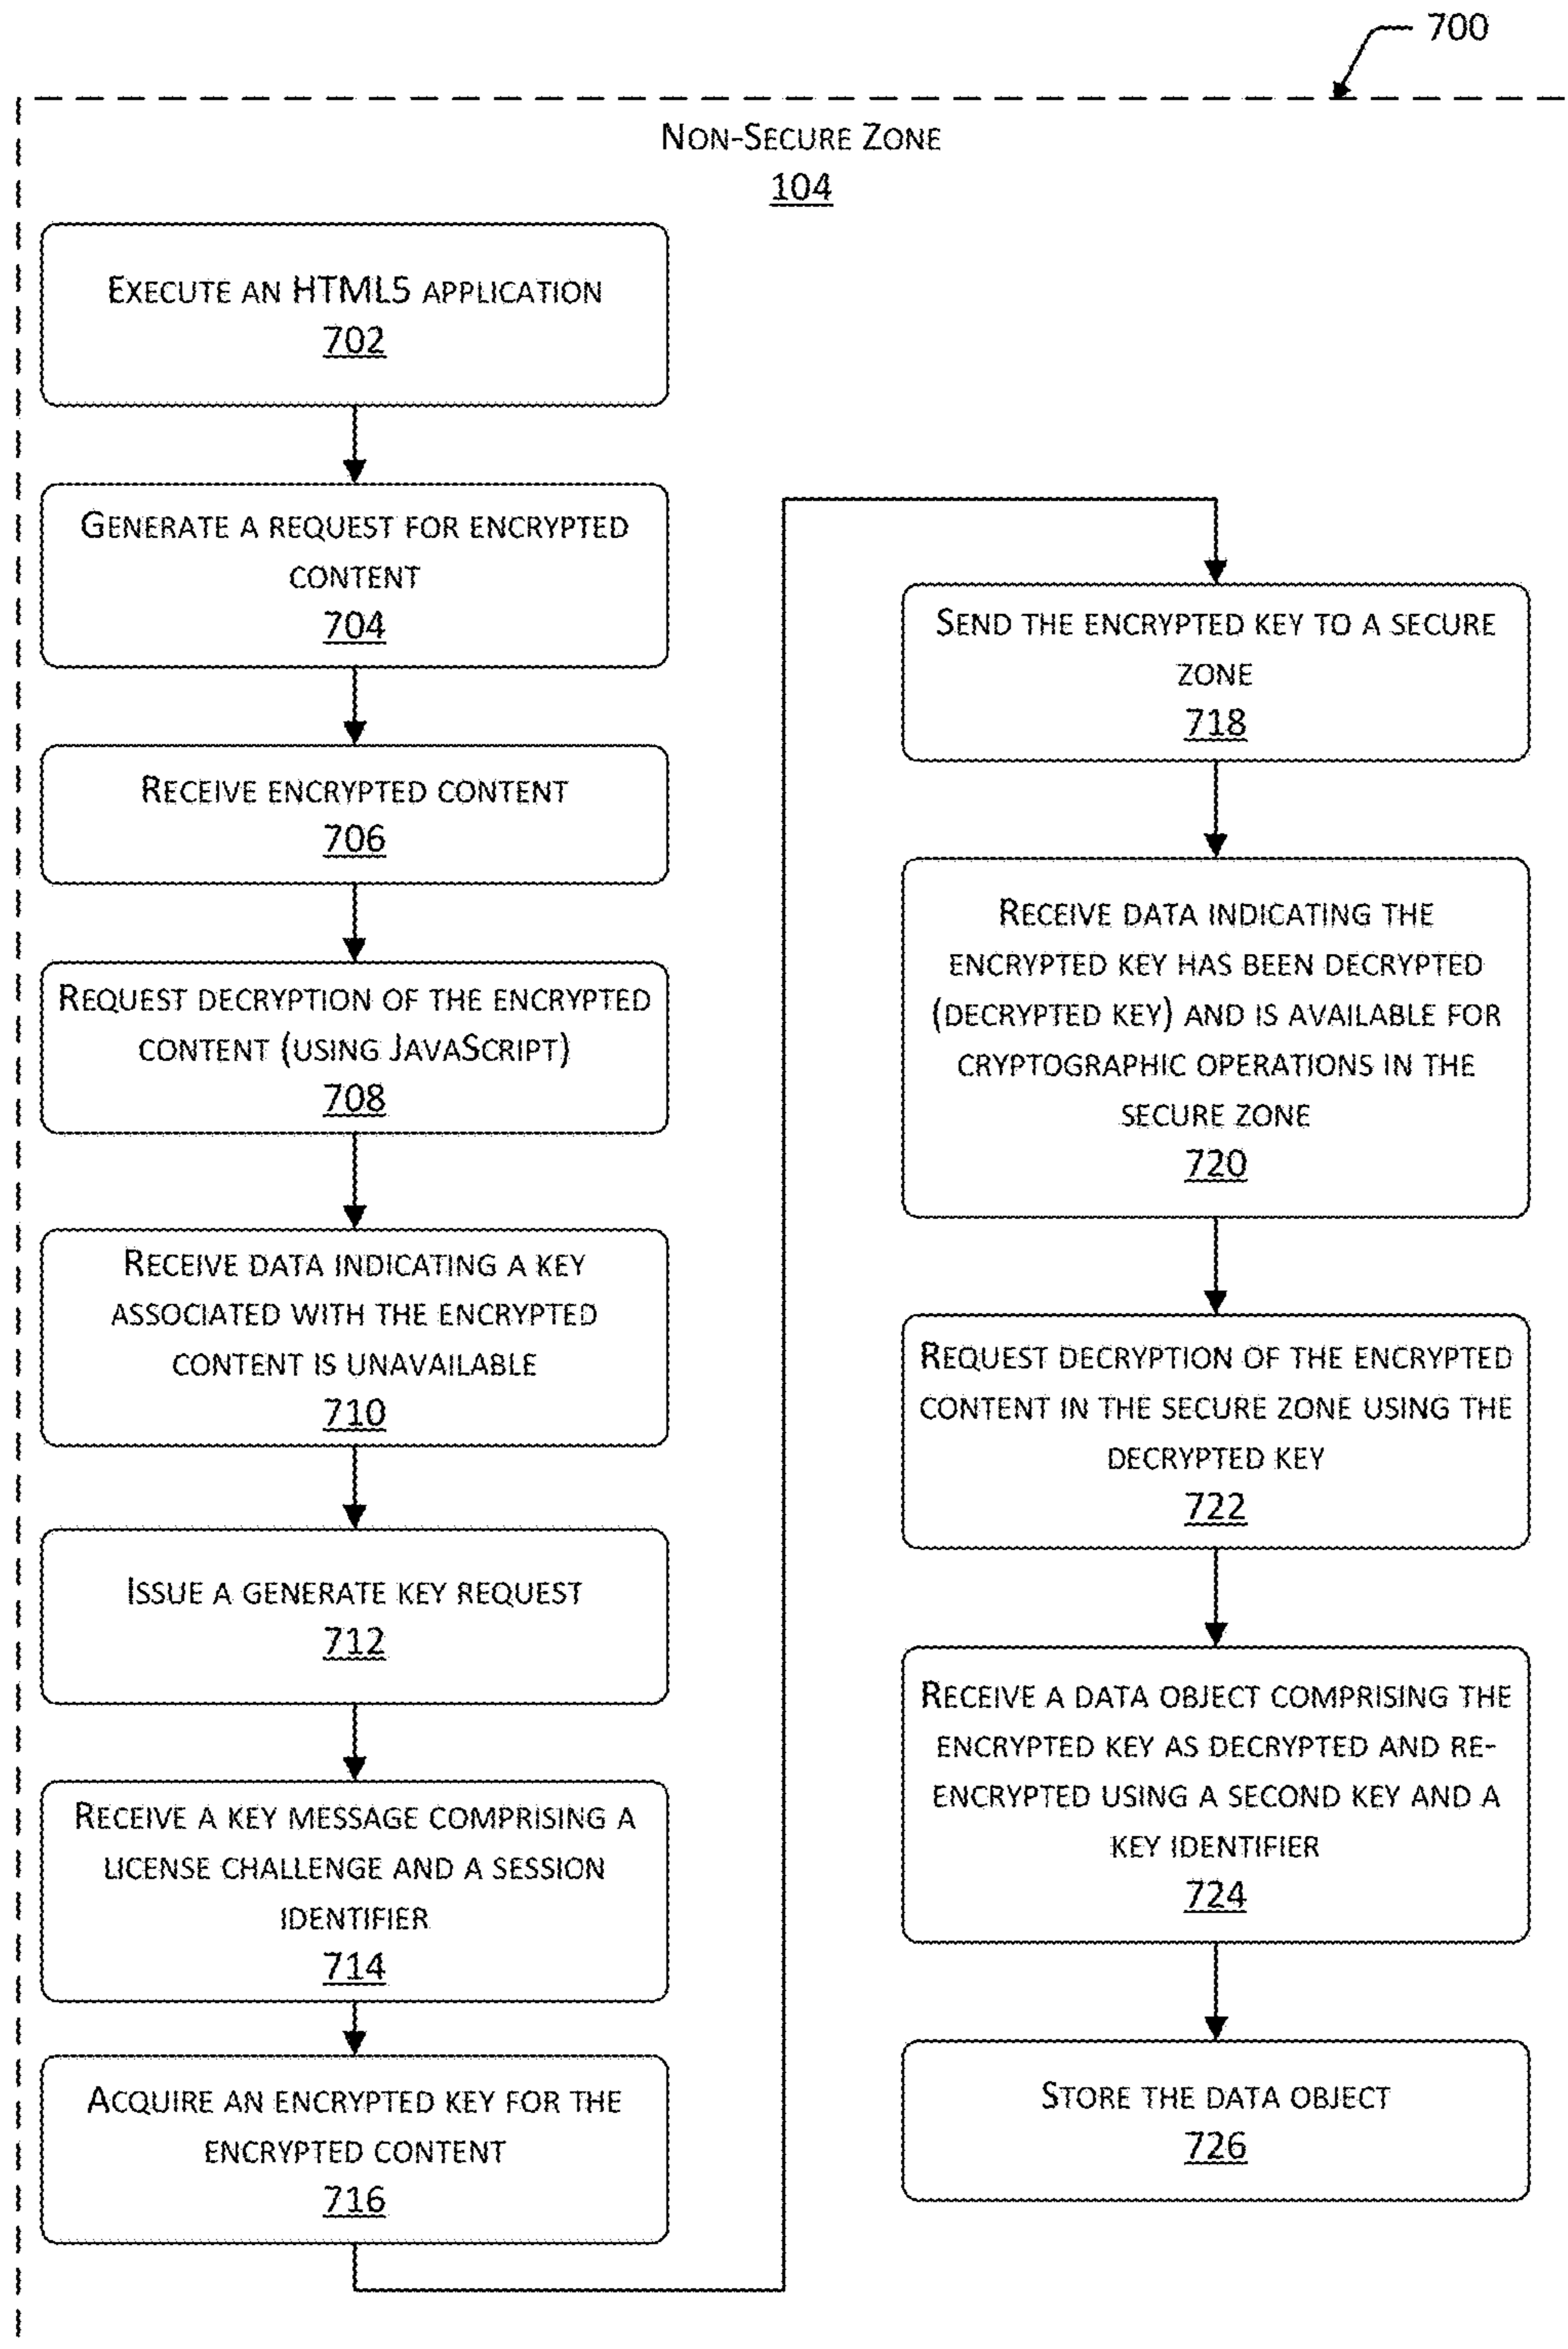 700
NON-SECURE ZONE
104
EXECUTE AN HTML5 APPLICATION
702
GENERATE A REQUEST FOR ENCRYPTED
CONTENT
704
RECEIVE ENCRYPTED CONTENT
706
REQUEST DECRYPTION OF THE ENCRYPTED
CONTENT (USING JAVASCRIPT)
708
RECEIVE DATA INDICATING A KEY
ASSOCIATED WITH THE ENCRYPTED
CONTENT IS UNAVAILABLE
710
ISSUE A GENERATE KEY REQUEST
712
RECEIVE A KEY MESSAGE COMPRISING A
LICENSE CHALLENGE AND A SESSION
IDENTIFIER
714
ACQUIRE AN ENCRYPTED KEY FOR THE
ENCRYPTED CONTENT
716
SEND THE ENCRYPTED KEY TO A SECURE
ZONE
718
RECEIVE DATA INDICATING THE
ENCRYPTED KEY HAS BEEN DECRYPTED
(DECRYPTED KEY) AND IS AVAILABLE FOR
CRYPTOGRAPHIC OPERATIONS IN THE
SECURE ZONE
720
REQUEST DECRYPTION OF THE ENCRYPTED
CONTENT IN THE SECURE ZONE USING THE
DECRYPTED KEY
722
RECEIVE A DATA OBJECT COMPRISING THE
ENCRYPTED KEY AS DECRYPTED AND RE-
ENCRYPTED USING A SECOND KEY AND A
KEY IDENTIFIER
724
STORE THE DATA OBJECT
726